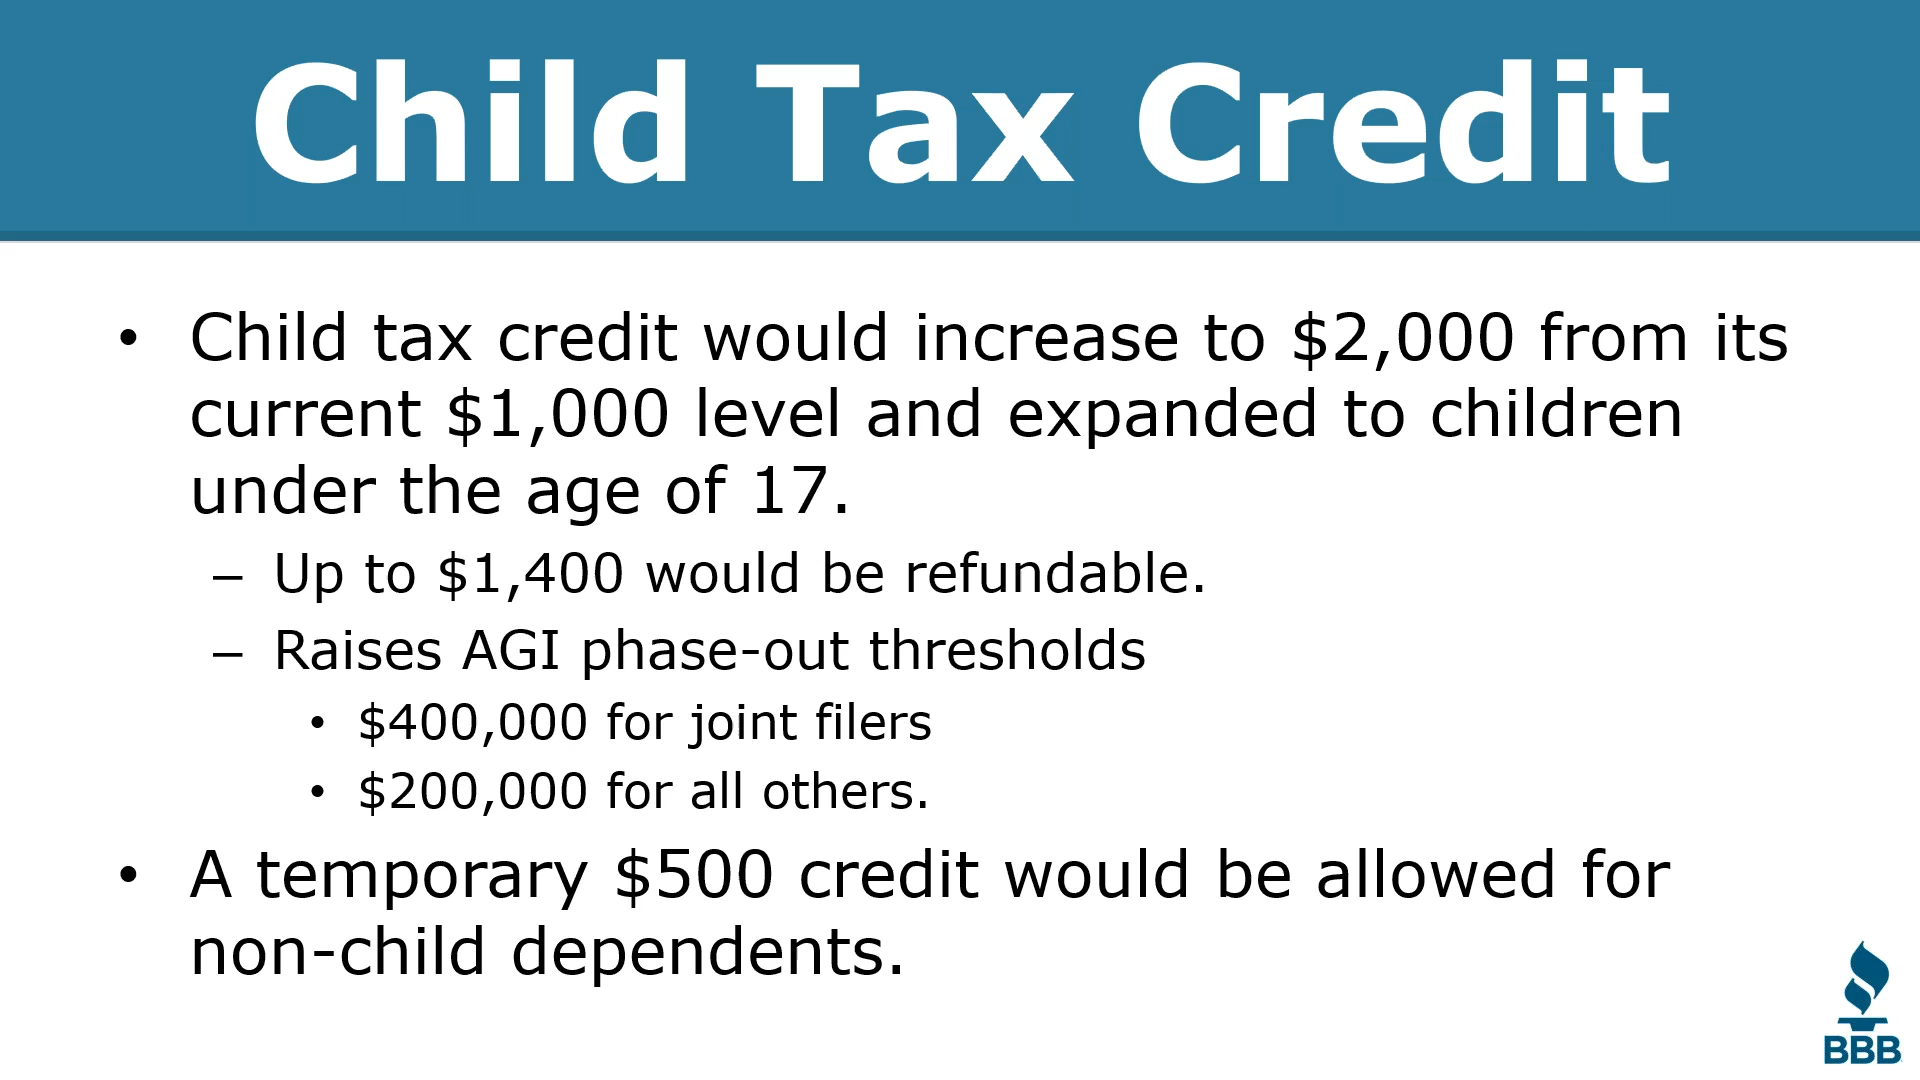 Child Tax Credit
• Child tax credit would increase to $2,000 from its
current $1,000 level and expanded to children
under the age of 17.
– Up to $1,400 would be refundable.
– Raises AGI phase-out thresholds
• $400,000 for joint filers
• $200,000 for all others.
• A temporary $500 credit would be allowed for
non-child dependents.
BBB